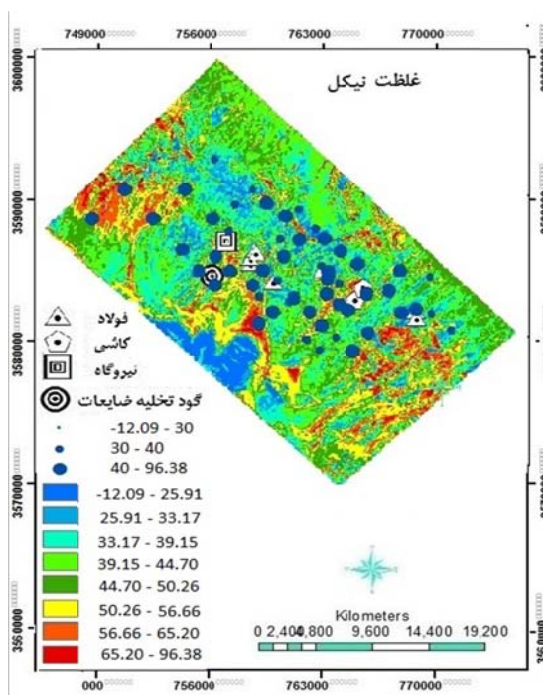 749000 756000 763000 770000
3600000
3590000
3580000
3570000
3560000
غلظت نیکل
فولاد
کاشی
نیروگاه
گود تخلیه ضایعات
-12.09 - 30
30 - 40
40 - 96.38
-12.09 - 25.91
25.91 - 33.17
33.17 - 39.15
39.15 - 44.70
44.70 - 50.26
50.26 - 56.66
56.66 - 65.20
65.20 - 96.38
Kilometers
0 2,400 4,800 9,600 14,400 19,200
000 756000 763000 770000